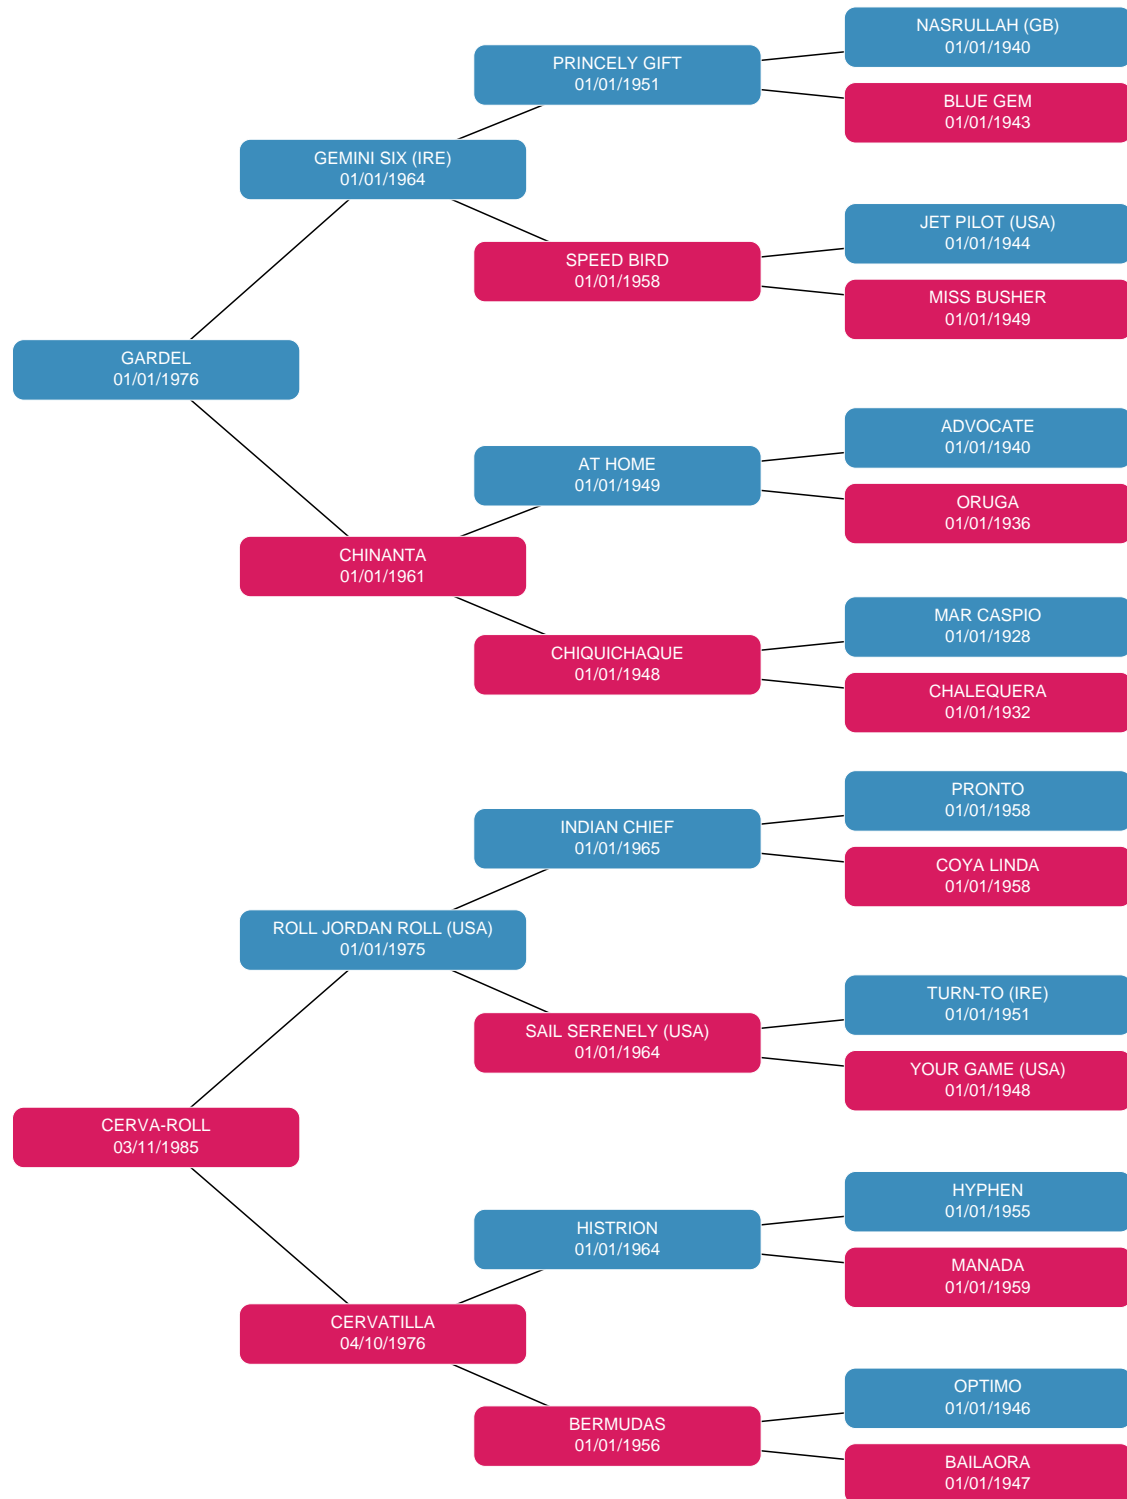 NASRULLAH (GB)
01/01/1940
PRINCELY GIFT
01/01/1951
BLUE GEM
01/01/1943
GEMINI SIX (IRE)
01/01/1964
JET PILOT (USA)
01/01/1944
SPEED BIRD
01/01/1958
MISS BUSHER
01/01/1949
GARDEL
01/01/1976
ADVOCATE
01/01/1940
AT HOME
01/01/1949
ORUGA
01/01/1936
CHINANTA
01/01/1961
MAR CASPIO
01/01/1928
CHIQUICHAQUE
01/01/1948
CHALEQUERA
01/01/1932
PRONTO
01/01/1958
INDIAN CHIEF
01/01/1965
COYA LINDA
01/01/1958
ROLL JORDAN ROLL (USA)
01/01/1975
TURN-TO (IRE)
01/01/1951
SAIL SERENELY (USA)
01/01/1964
YOUR GAME (USA)
01/01/1948
CERVA-ROLL
03/11/1985
HYPHEN
01/01/1955
HISTRION
01/01/1964
MANADA
01/01/1959
CERVATILLA
04/10/1976
OPTIMO
01/01/1946
BERMUDAS
01/01/1956
BAILAORA
01/01/1947